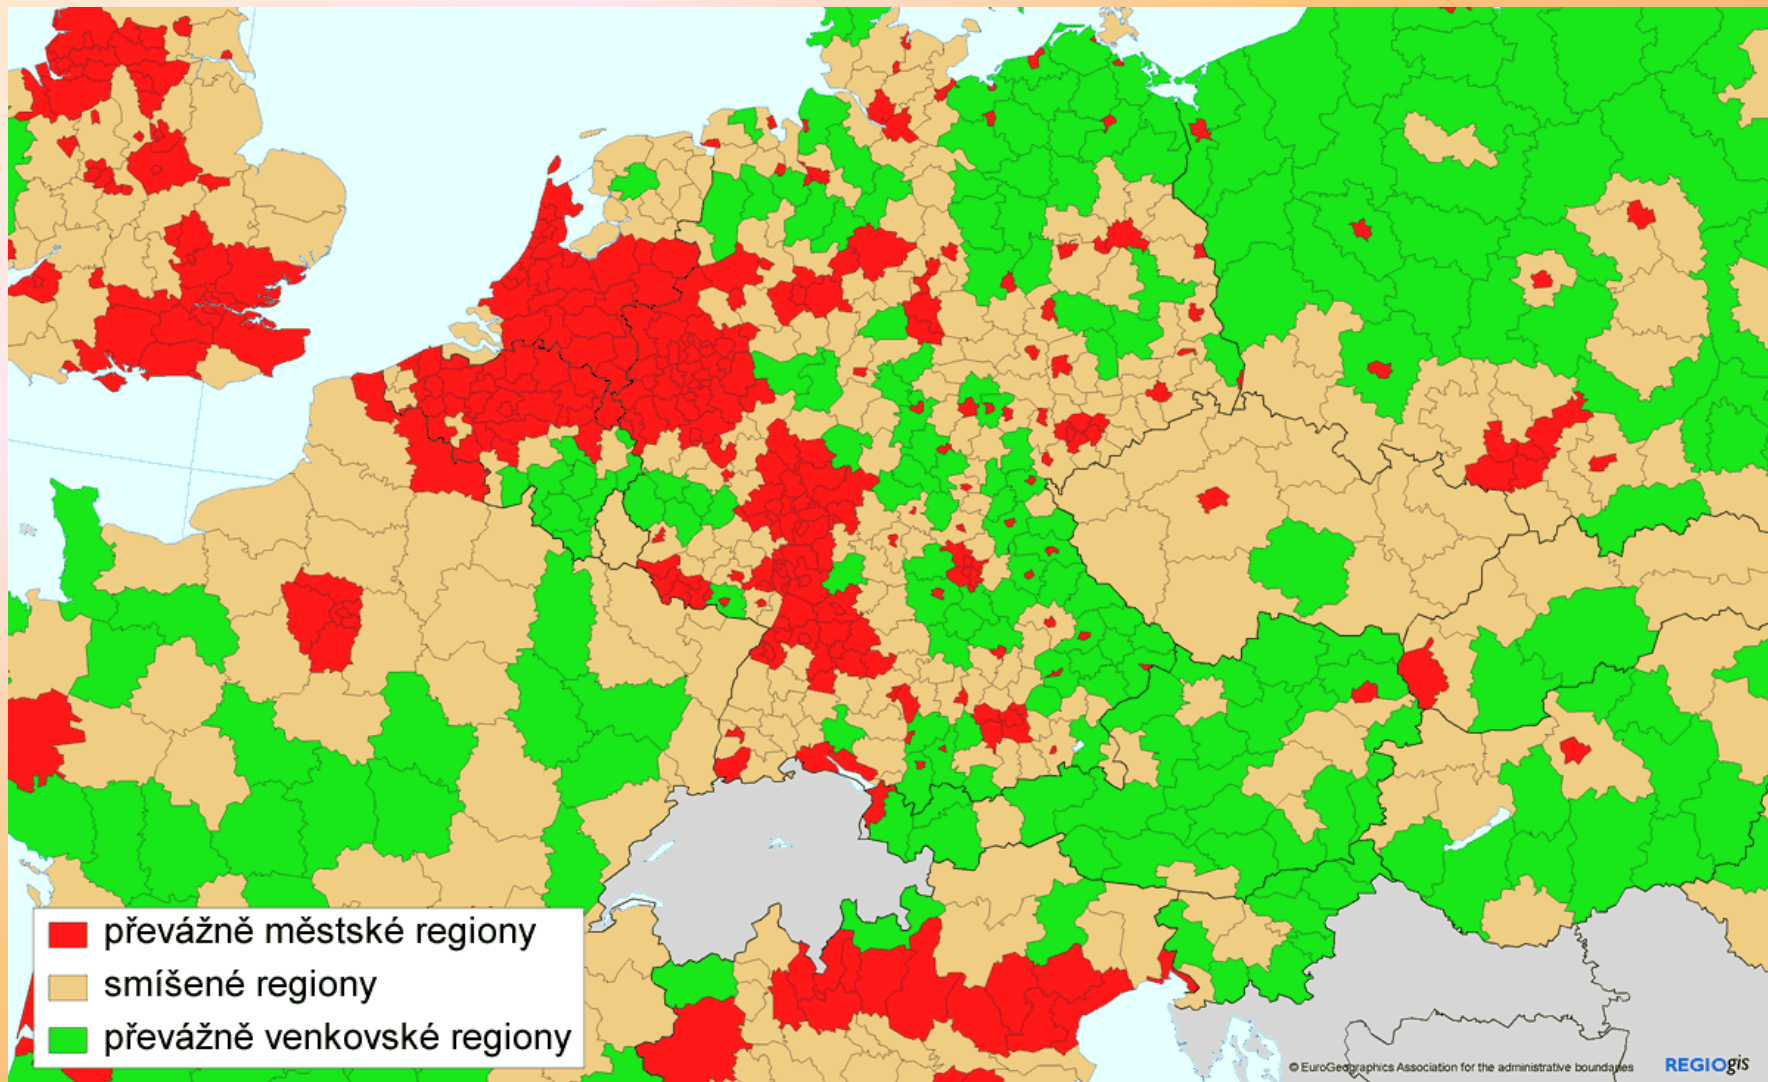 převážně městské regiony
smíšené regiony
převážně venkovské regiony
© EuroGeographics Association for the administrative boundaries
REGIOgis